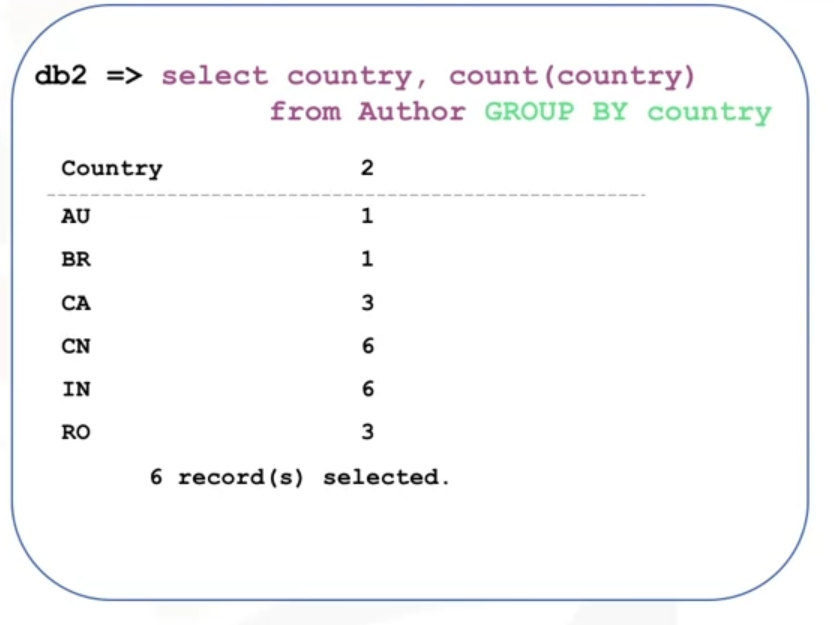 db2 => select country, count(country)
from Author GROUP BY country
Country 2
AU 1
BR 1
CA 3
CN 6
IN 6
RO 3
6 record(s) selected.